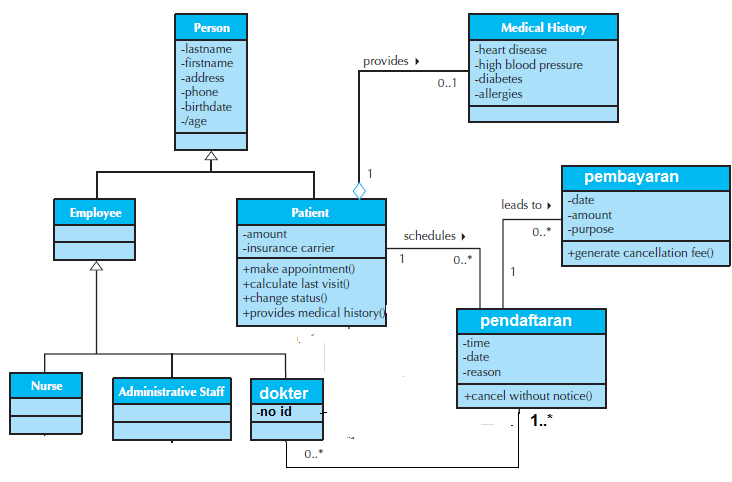 Person
-lastname
-firstname
-address
-phone
-birthdate
-/age
Medical History
-heart disease
-high blood pressure
-diabetes
-allergies
provides
0..1
1
Employee
Patient
-amount
-insurance carrier
+make appointment()
+calculate last visit()
+change status()
+provides medical history()
schedules
1
0..*
pembayaran
-date
-amount
-purpose
+generate cancellation fee()
leads to
0..*
1
pendaftaran
-time
-date
-reason
+cancel without notice()
1..*
Nurse
Administrative Staff
dokter
-no id
0..*